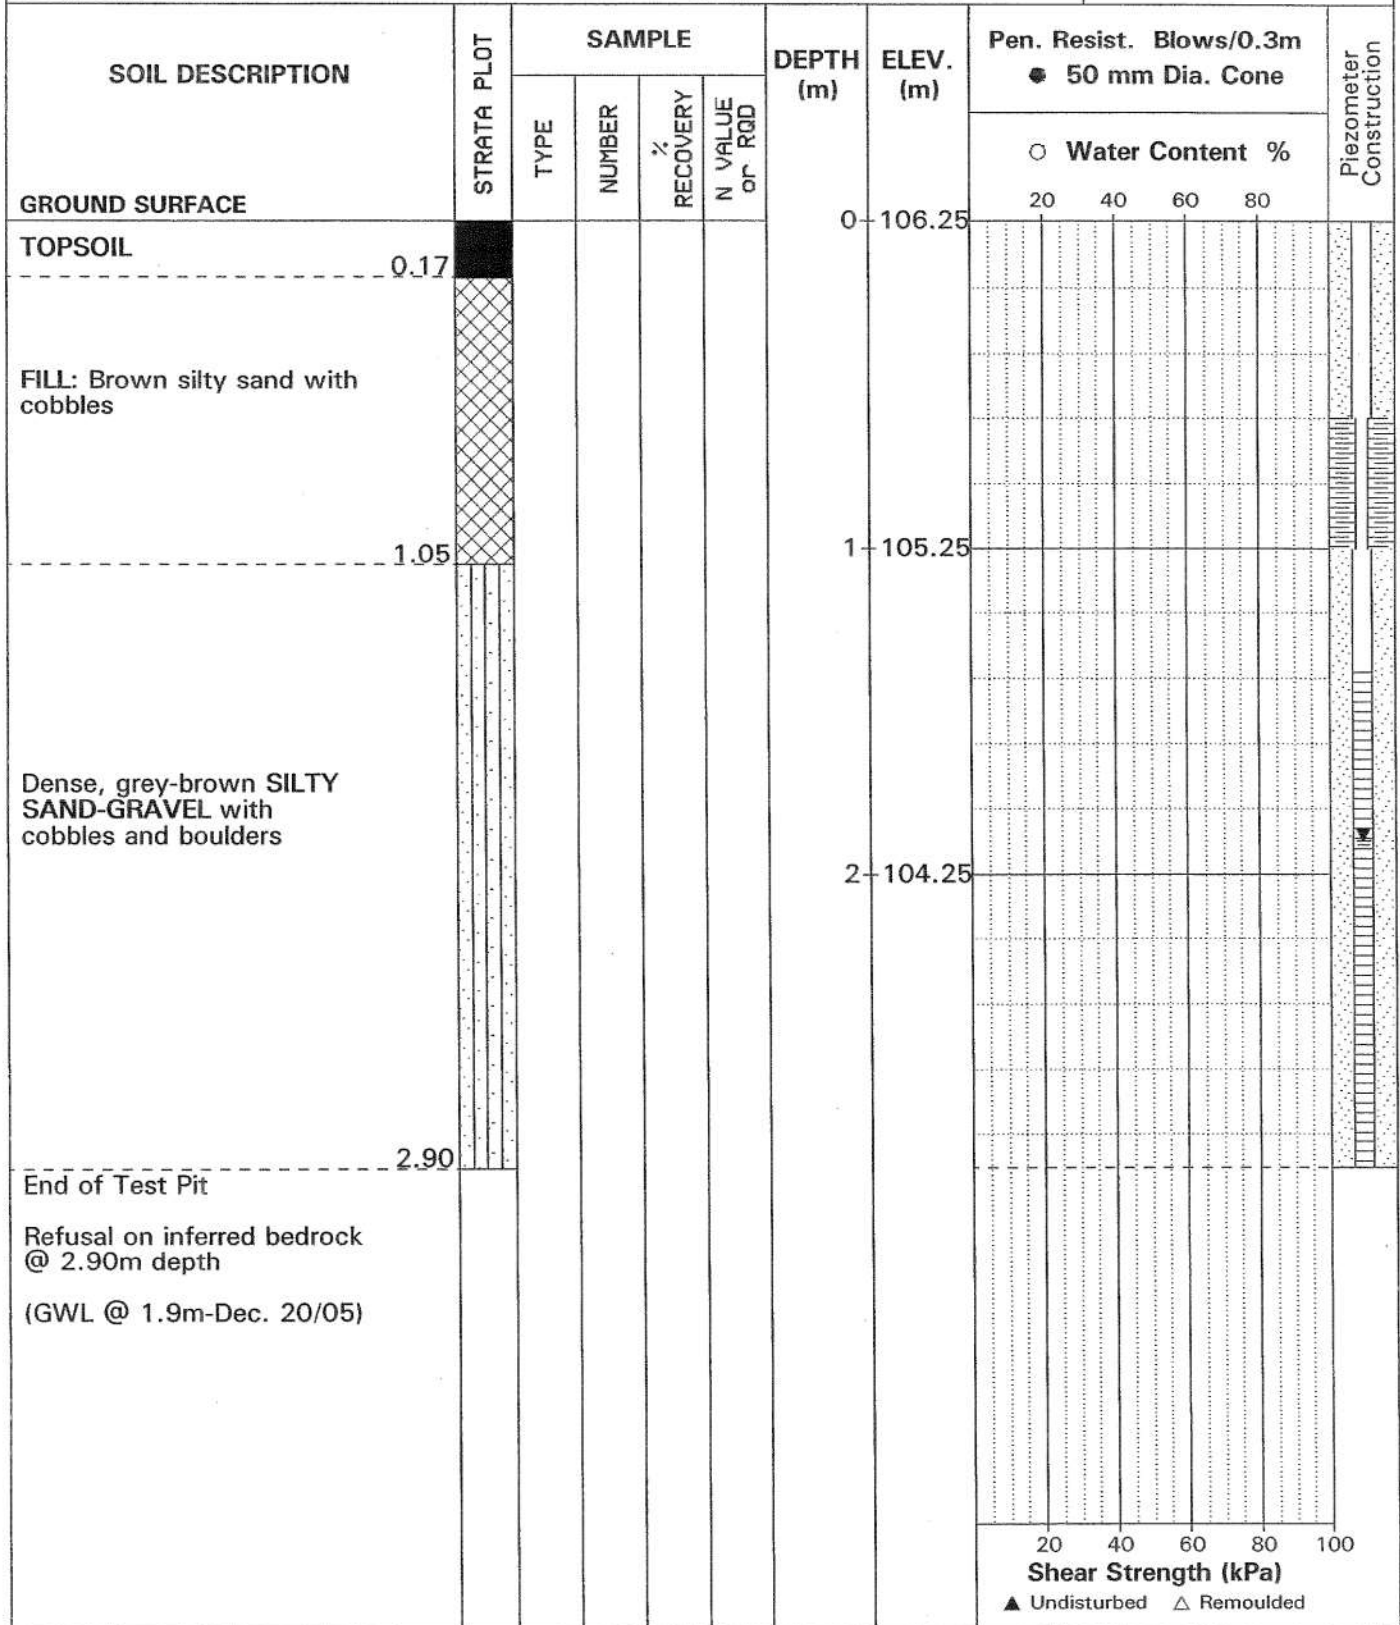 SOIL DESCRIPTION
STRATA PLOT
SAMPLE
TYPE
NUMBER
%
RECOVERY
N VALUE
or RQD
DEPTH
(m)
ELEV.
(m)
Pen. Resist. Blows/0.3m
● 50 mm Dia. Cone
○ Water Content %
20 40 60 80
Piezometer
Construction
GROUND SURFACE
0 106.25
TOPSOIL
0.17
FILL: Brown silty sand with
cobbles
1.05
1 105.25
Dense, grey-brown SILTY
SAND-GRAVEL with
cobbles and boulders
2 104.25
2.90
End of Test Pit
Refusal on inferred bedrock
@ 2.90m depth
(GWL @ 1.9m-Dec. 20/05)
20 40 60 80 100
Shear Strength (kPa)
▲ Undisturbed △ Remoulded